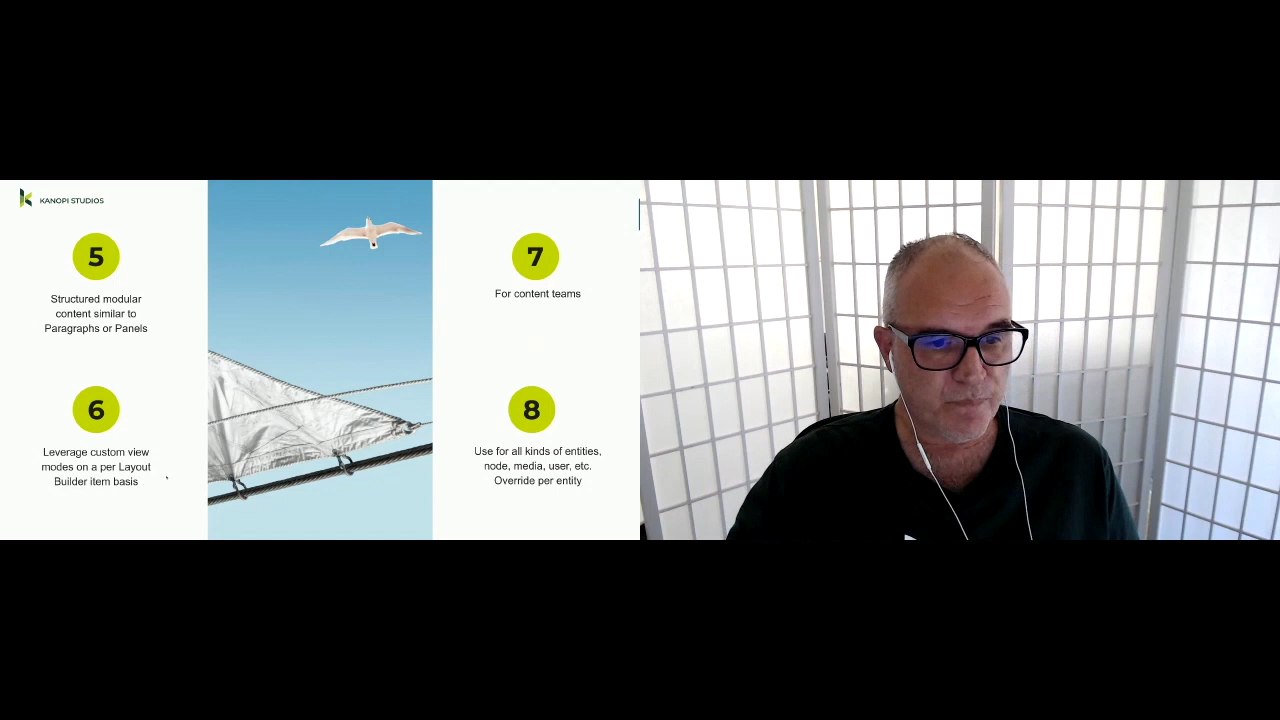 KANOPI STUDIOS
5
Structured modular
content similar to
Paragraphs or Panels
6
Leverage custom view
modes on a per Layout
Builder item basis
7
For content teams
8
Use for all kinds of entities,
node, media, user, etc.
Override per entity